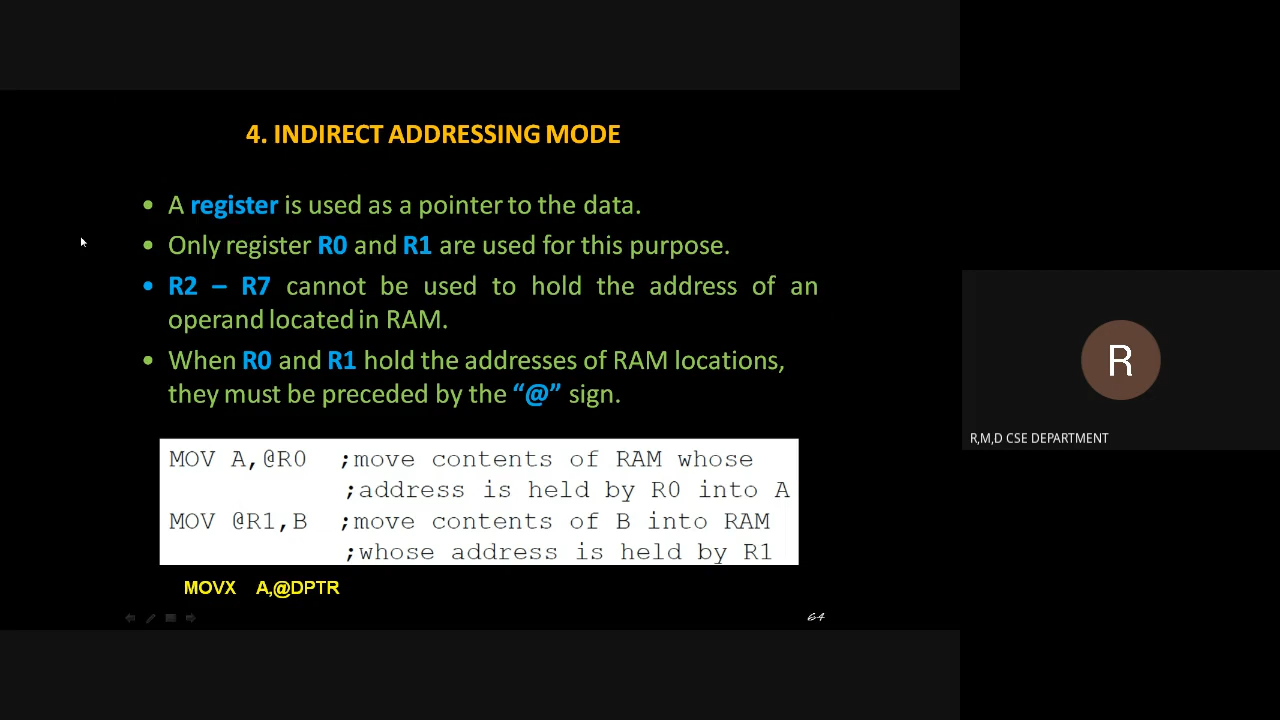 4. INDIRECT ADDRESSING MODE
• A register is used as a pointer to the data.
• Only register R0 and R1 are used for this purpose.
• R2 – R7 cannot be used to hold the address of an
operand located in RAM.
• When R0 and R1 hold the addresses of RAM locations,
they must be preceded by the “@” sign.
MOV A,@R0 ;move contents of RAM whose
;address is held by R0 into A
MOV @R1,B ;move contents of B into RAM
;whose address is held by R1
MOVX A,@DPTR
64
R
R,M,D CSE DEPARTMENT